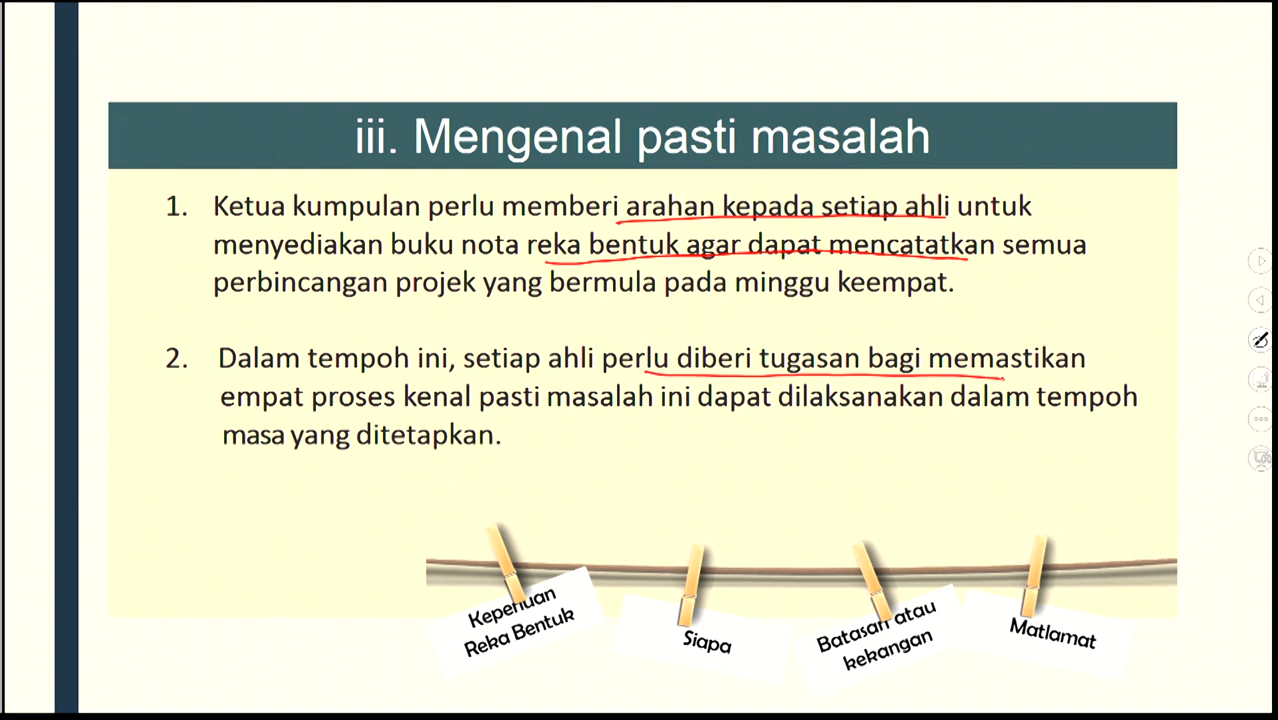 iii. Mengenal pasti masalah
1. Ketua kumpulan perlu memberi arahan kepada setiap ahli untuk
menyediakan buku nota reka bentuk agar dapat mencatatkan semua
perbincangan projek yang bermula pada minggu keempat.
2. Dalam tempoh ini, setiap ahli perlu diberi tugasan bagi memastikan
empat proses kenal pasti masalah ini dapat dilaksanakan dalam tempoh
masa yang ditetapkan.
Keperluan
Reka Bentuk
Siapa
Batasan atau
kekangan
Matlamat